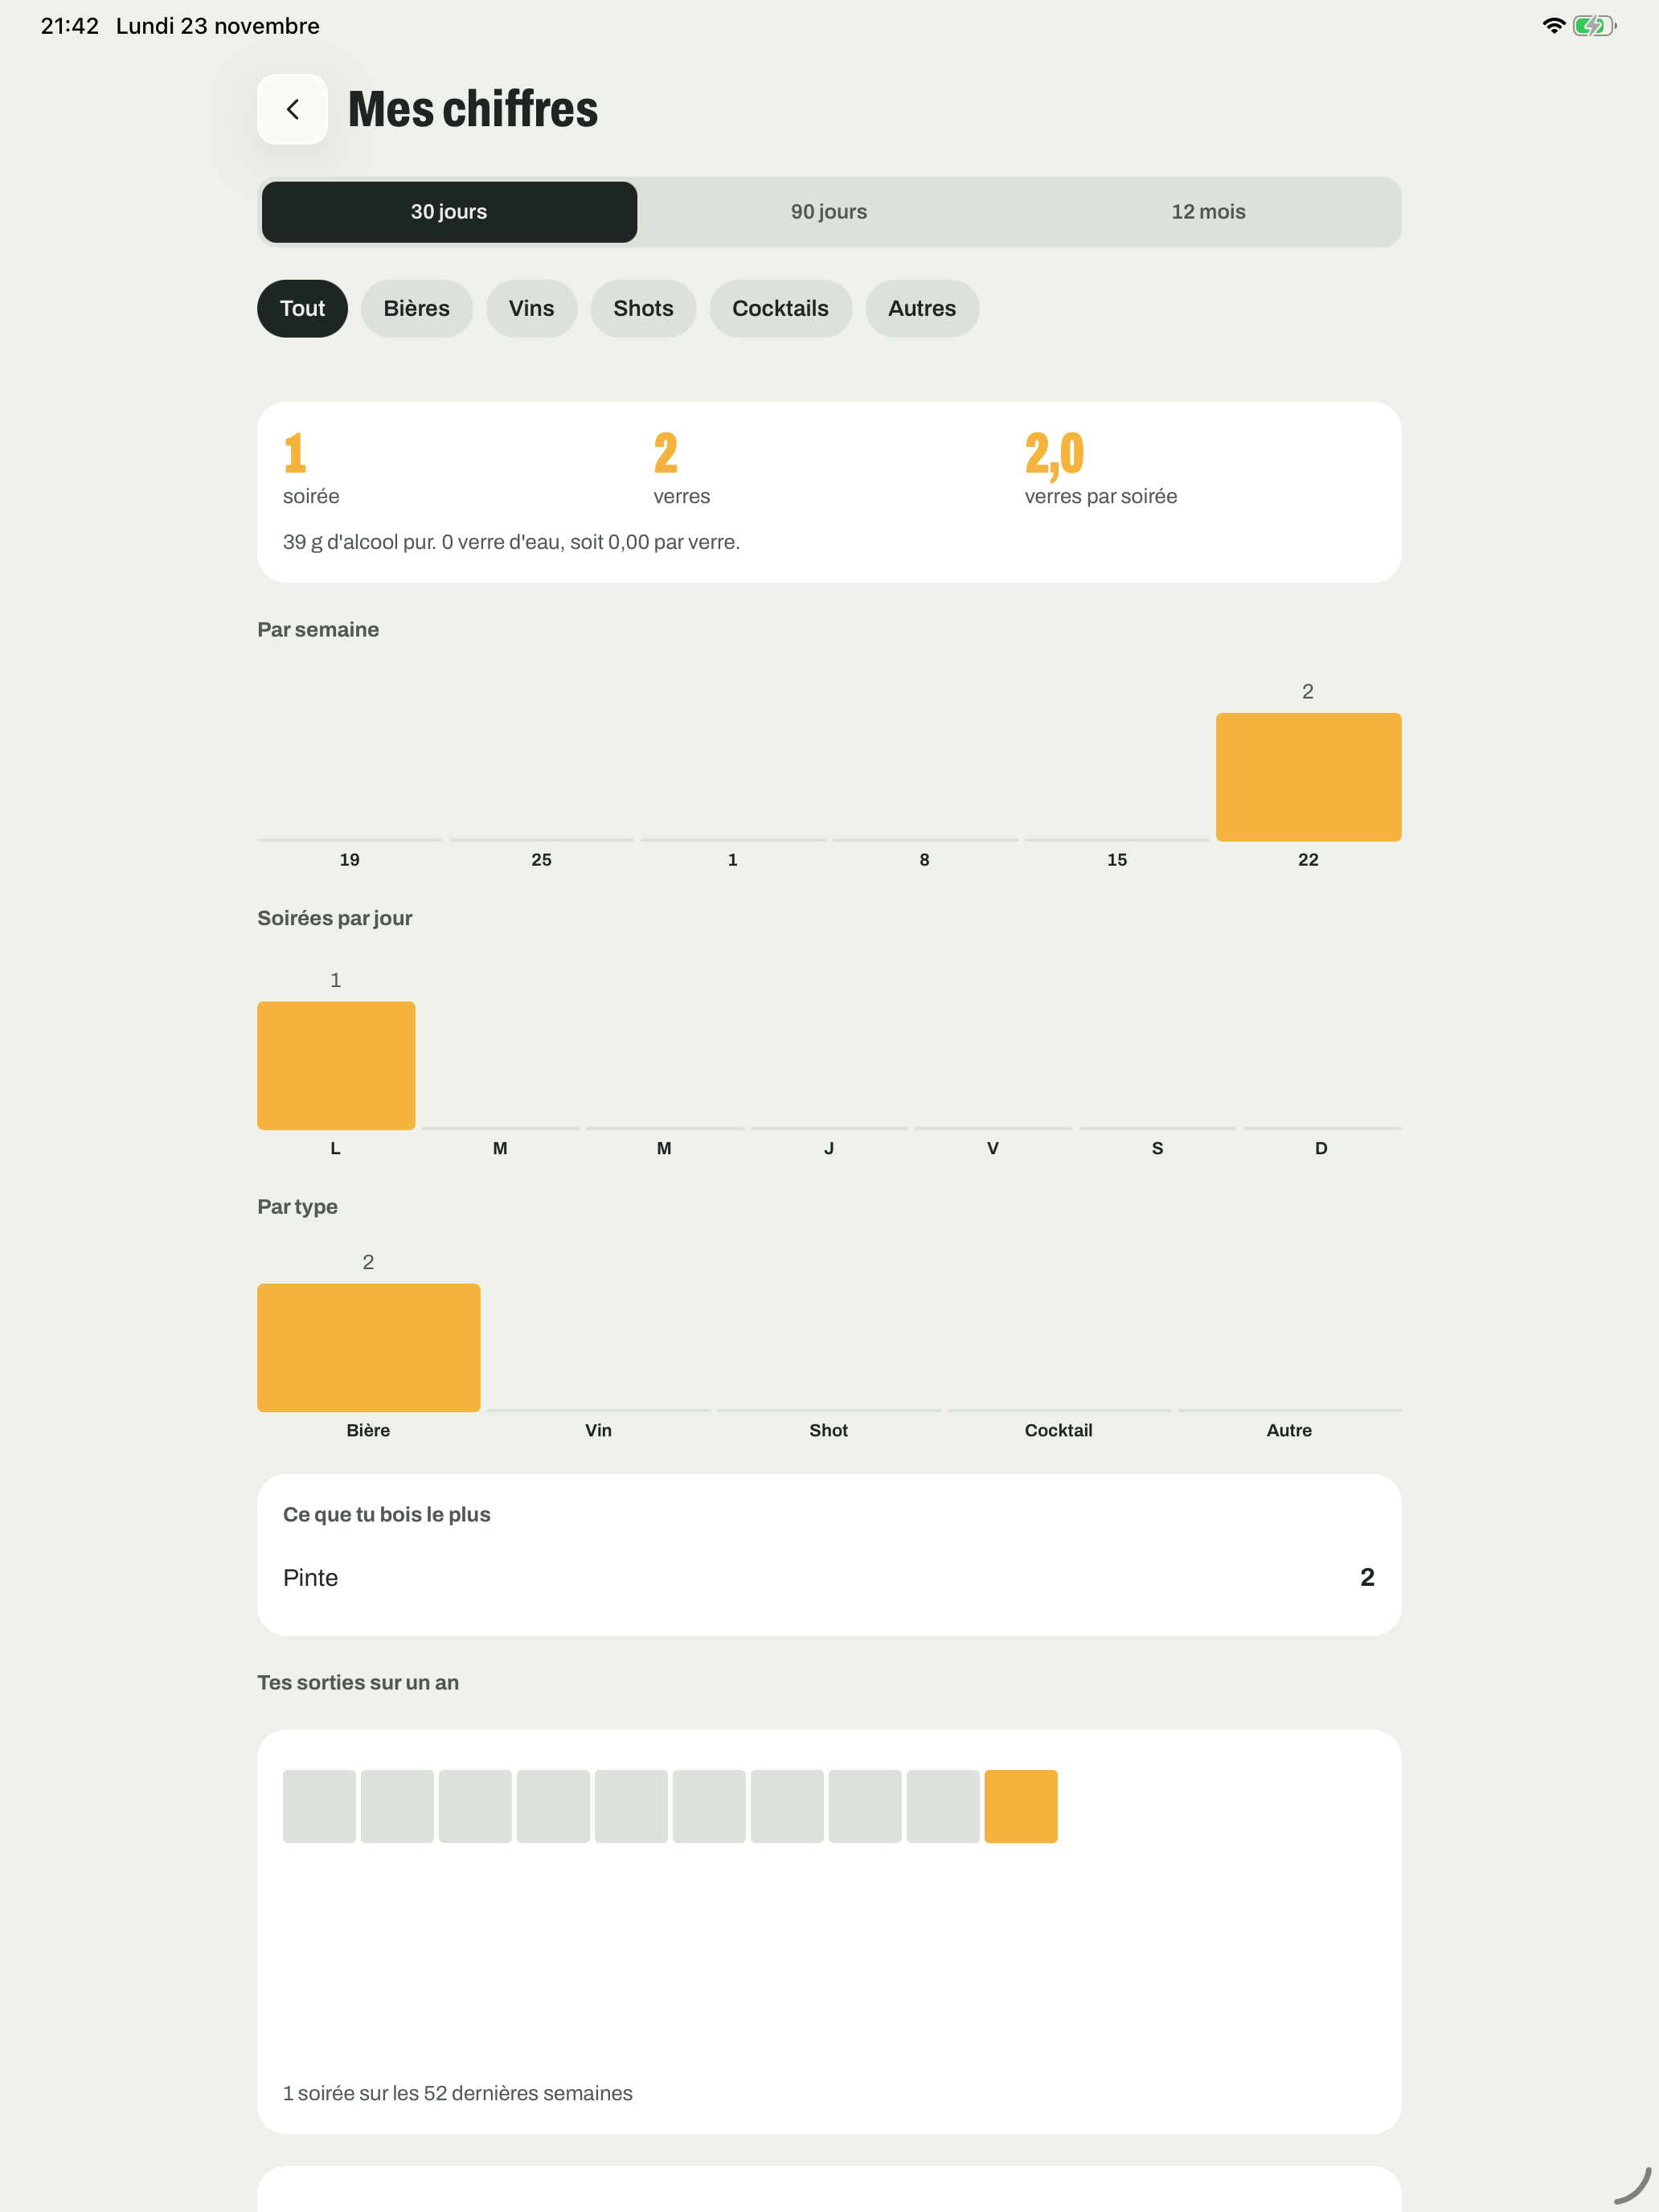 21:42 Lundi 23 novembre
Mes chiffres
30 jours 90 jours 12 mois
Tout Bières Vins Shots Cocktails Autres
1 2 2,0
soirée verres verres par soirée
39 g d'alcool pur. 0 verre d'eau, soit 0,00 par verre.
Par semaine
2
19 25 1 8 15 22
Soirées par jour
1
L M M J V S D
Par type
2
Bière Vin Shot Cocktail Autre
Ce que tu bois le plus
Pinte 2
Tes sorties sur un an
1 soirée sur les 52 dernières semaines